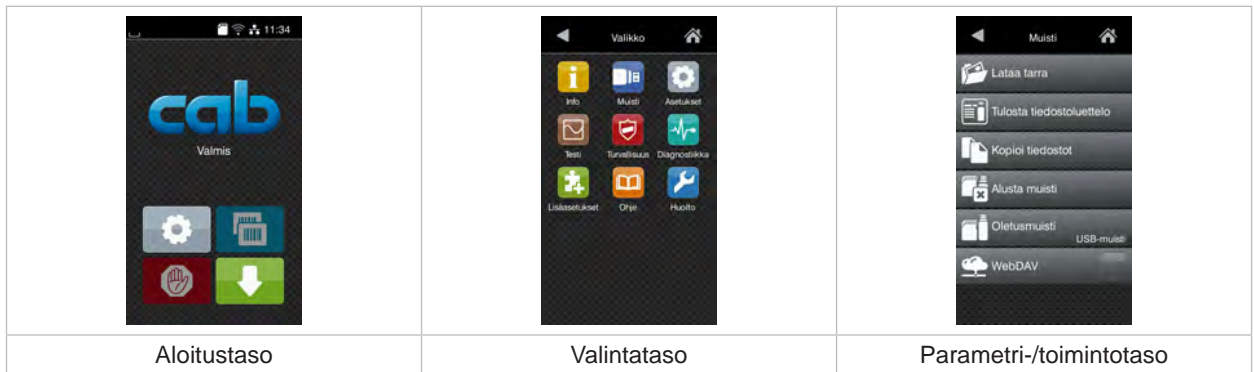 11:34
cab
Valmis
Aloitustaso
Valikko
Info Muisti Asetukset
Testi Turvallisuus Diagnostiikka
Lisäasetukset Ohje Huolto
Valintataso
Muisti
Lataa tarra
Tulosta tiedostoluettelo
Kopioi tiedostot
Alusta muisti
Oletusmuisti
USB-muisti
WebDAV
Parametri-/toimintotaso